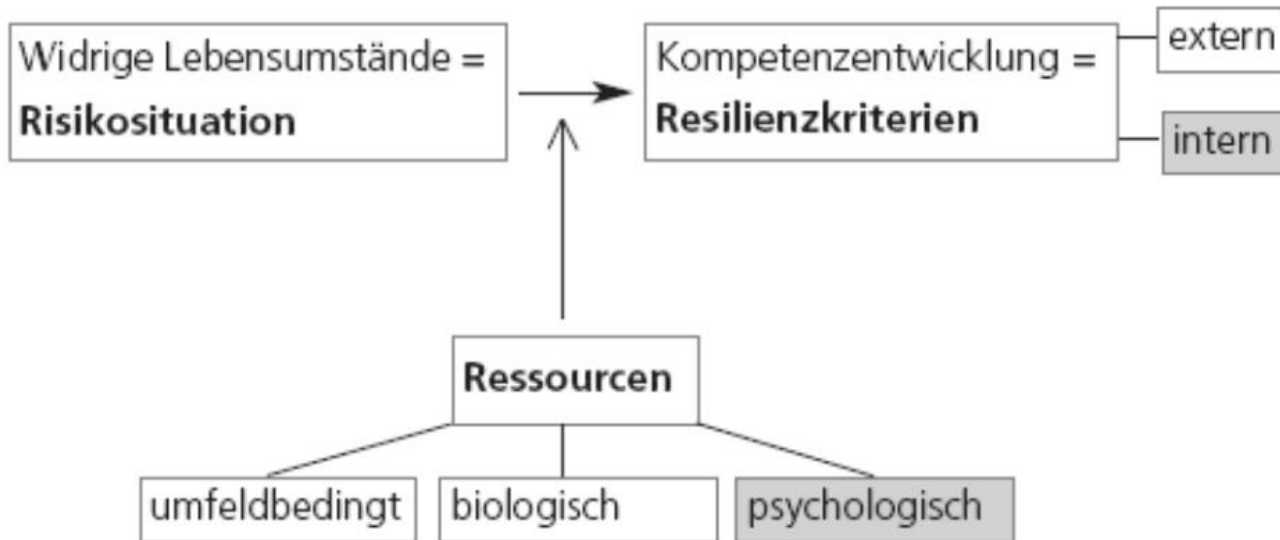 Widrige Lebensumstände =
Risikosituation
Kompetenzentwicklung =
Resilienzkriterien
extern
intern
Ressourcen
umfeldbedingt
biologisch
psychologisch